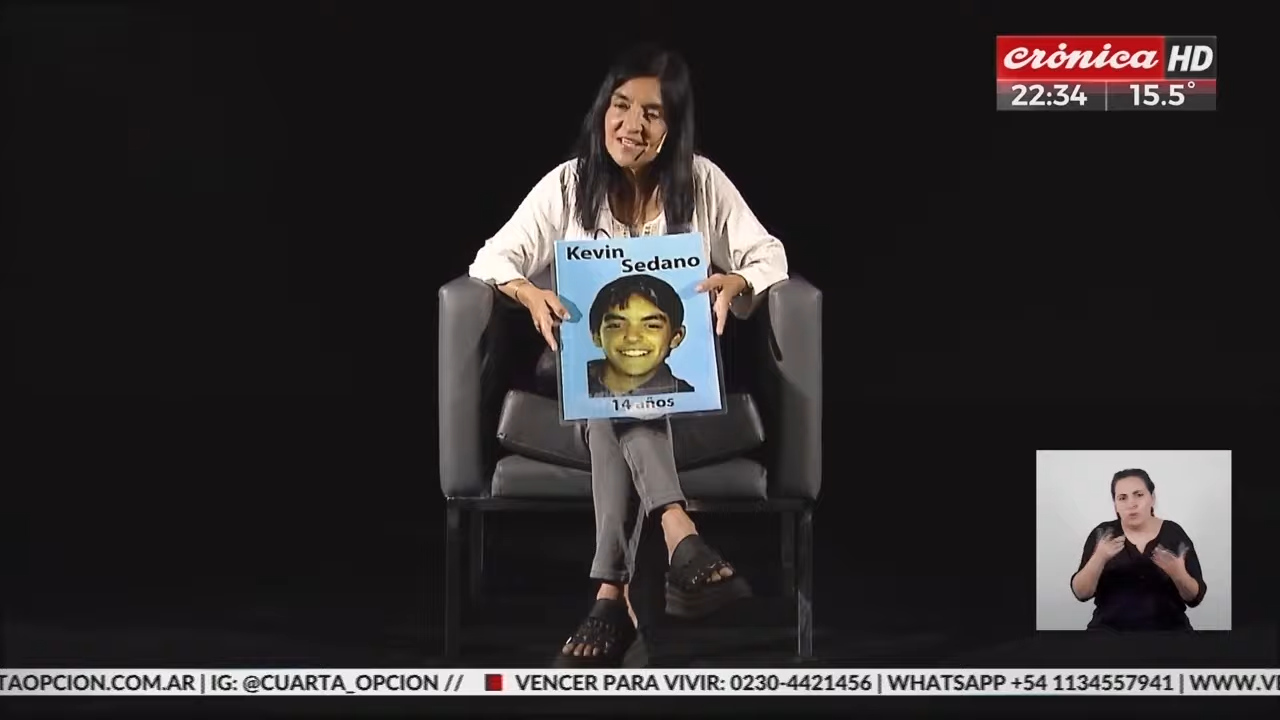 crónica HD
22:34 | 15.5°
Kevin
Sedano
14 años
TAOPCION.COM.AR | IG: @CUARTA_OPCION // VENCER PARA VIVIR: 0230-4421456 | WHATSAPP +54 1134557941 | WWW.